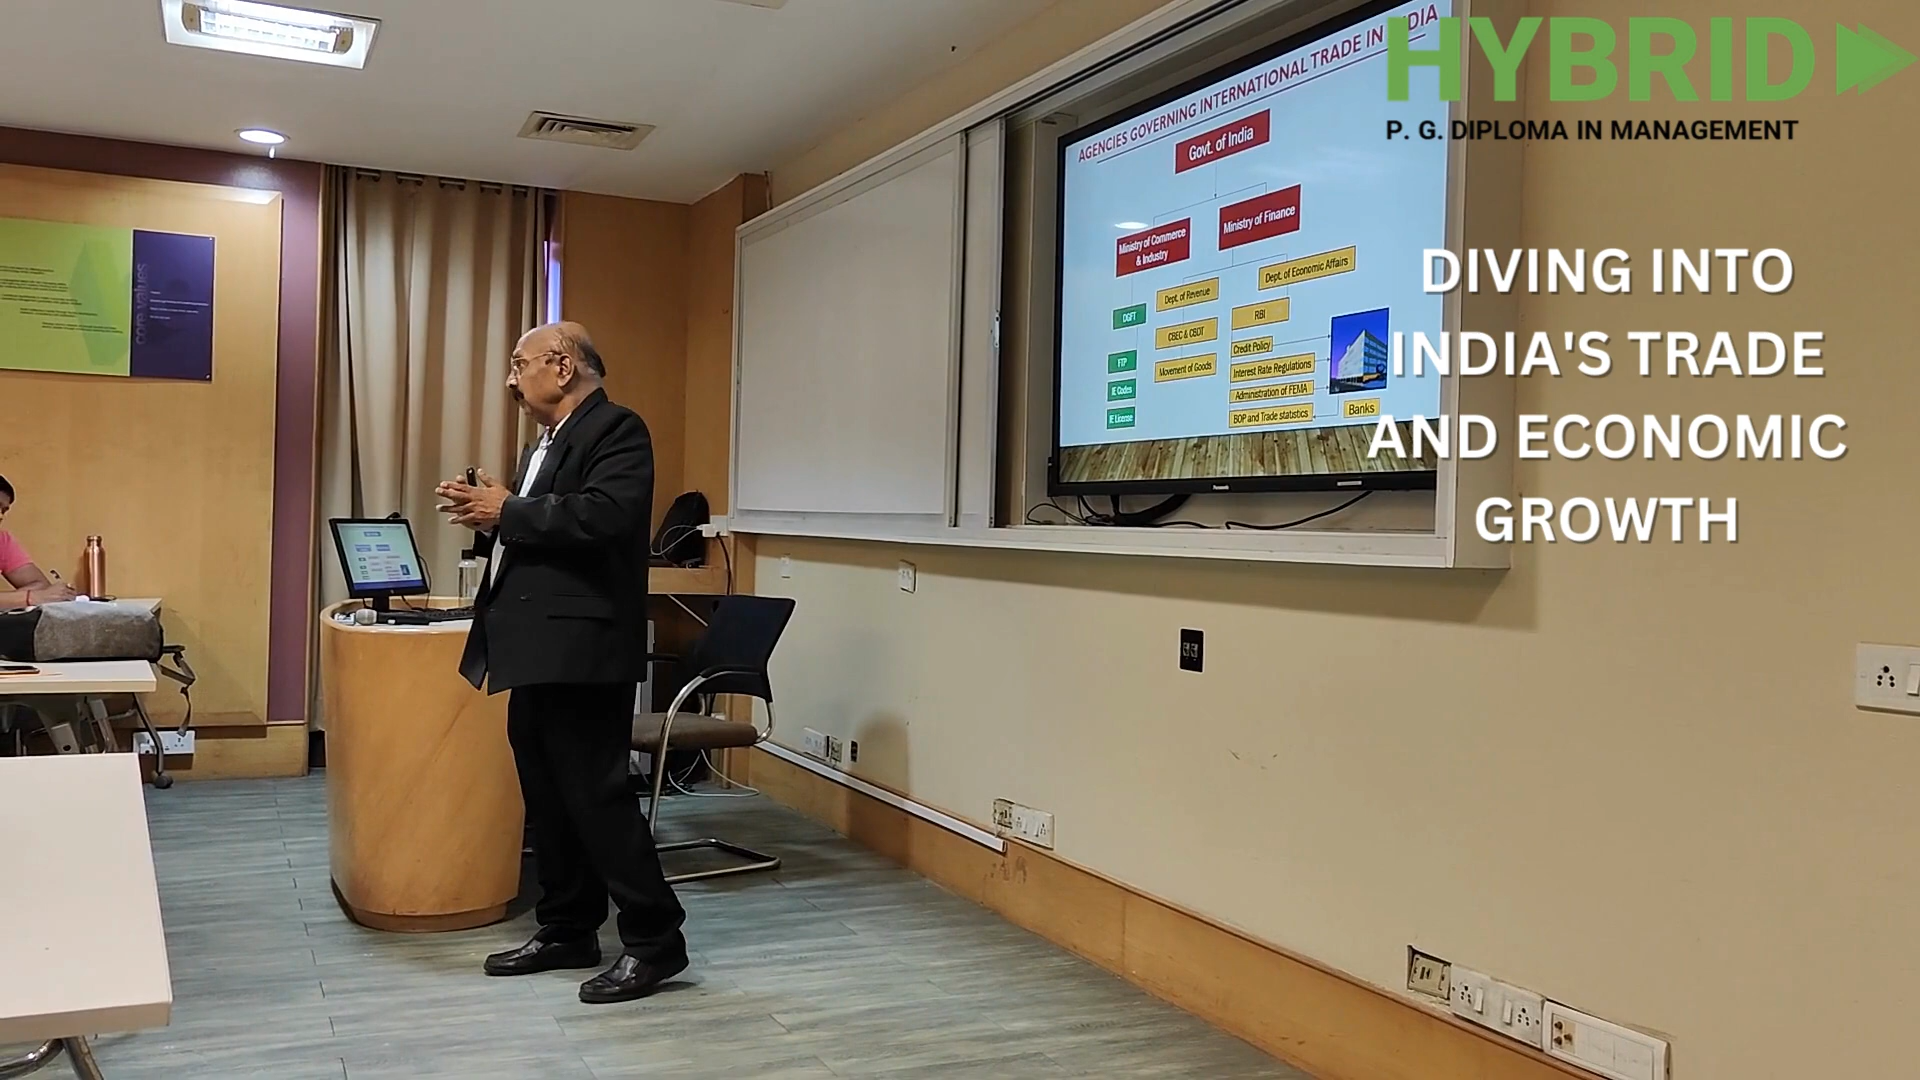 HYBRID
P. G. DIPLOMA IN MANAGEMENT
DIVING INTO
INDIA'S TRADE
AND ECONOMIC
GROWTH
AGENCIES GOVERNING INTERNATIONAL TRADE IN INDIA
Govt. of India
Ministry of Commerce
& Industry
Ministry of Finance
Dept. of Revenue
Dept. of Economic Affairs
DGFT
CBEC & CBDT
RBI
FTP
Movement of Goods
Credit Policy
Interest Rate Regulations
IE Codes
Administration of FEMA
IE License
BOP and Trade statistics
Banks
Panasonic
core values